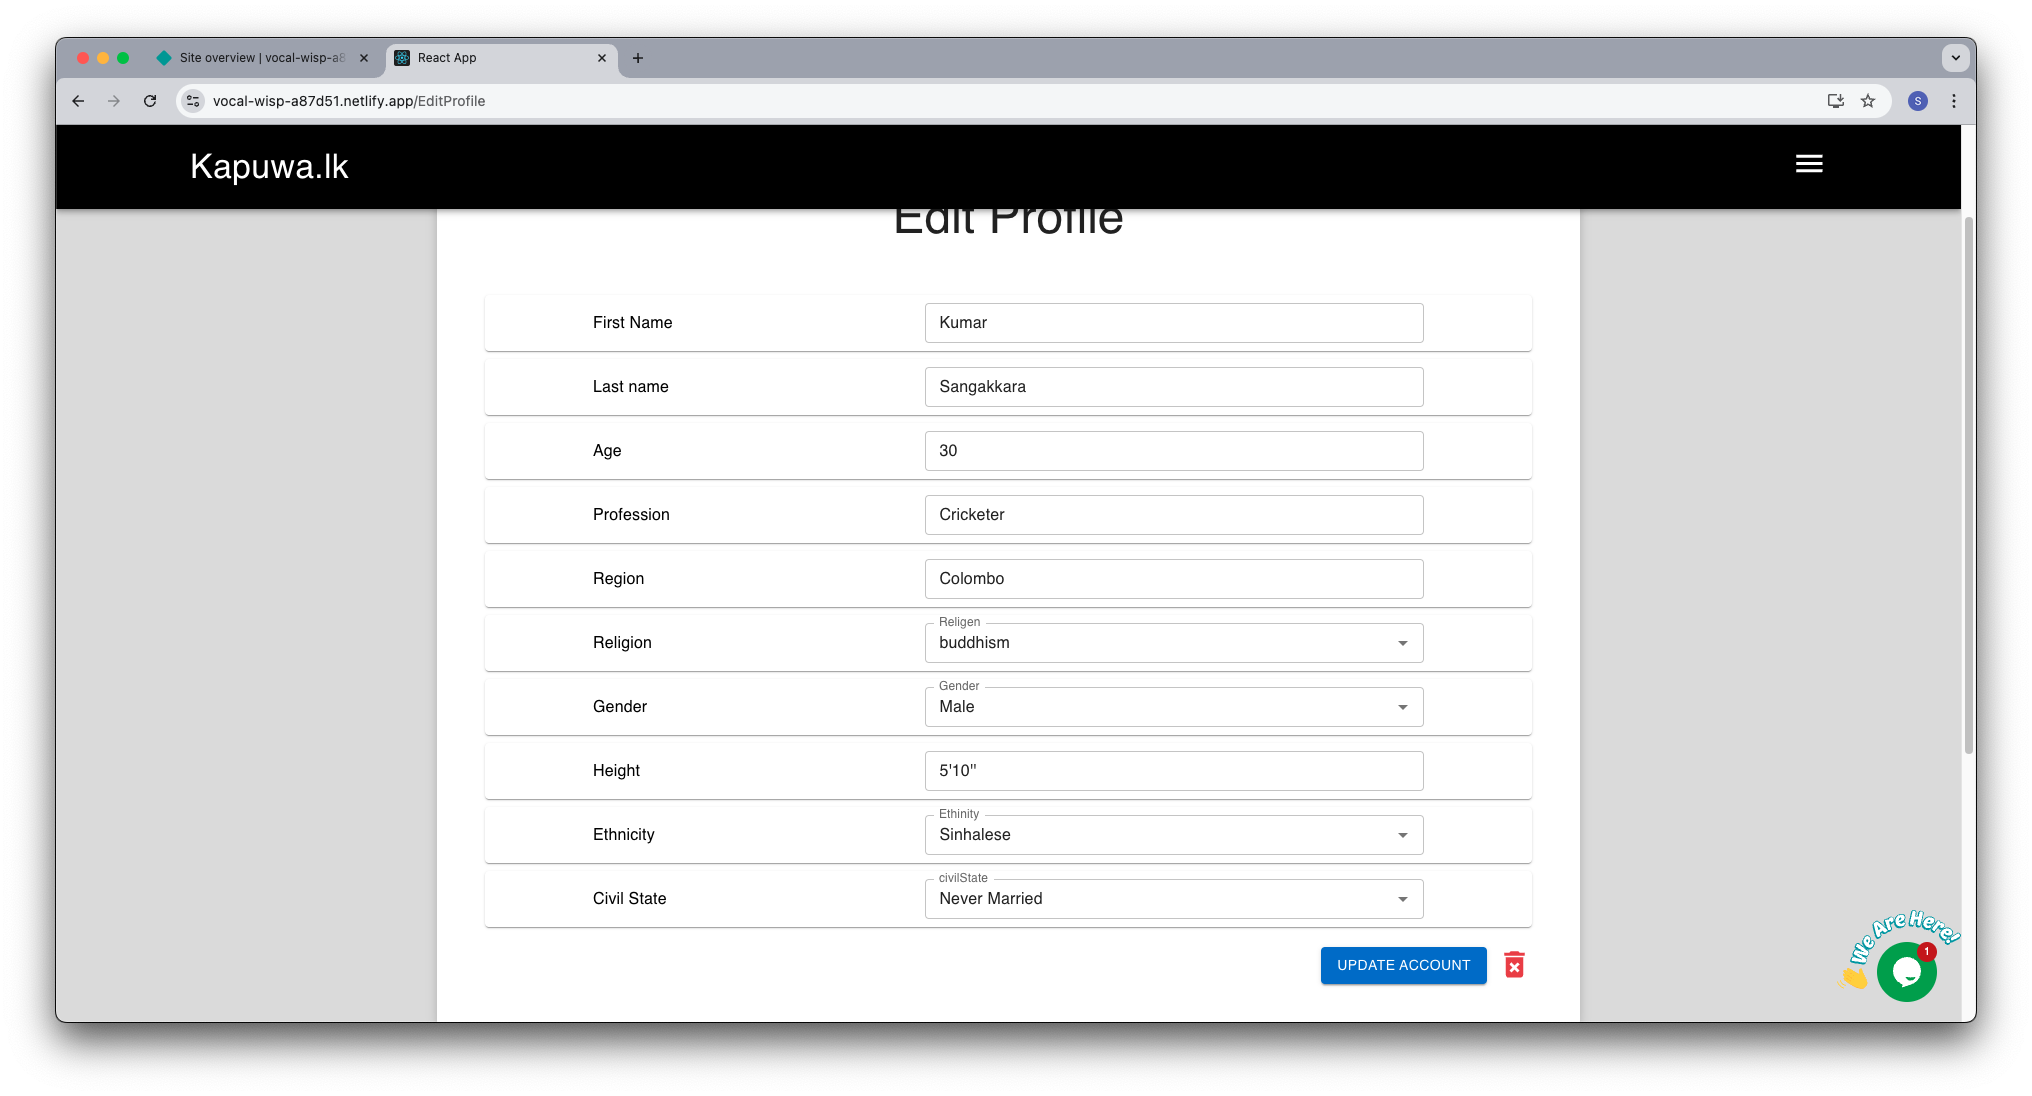 Site overview | vocal-wisp-a8
React App
vocal-wisp-a87d51.netlify.app/EditProfile
S
Kapuwa.lk
Edit Profile
First Name
Kumar
Last name
Sangakkara
Age
30
Profession
Cricketer
Region
Colombo
Religen
Religion
buddhism
Gender
Gender
Male
Height
5'10"
Ethinity
Ethnicity
Sinhalese
civilState
Civil State
Never Married
We Are Here!
1
UPDATE ACCOUNT